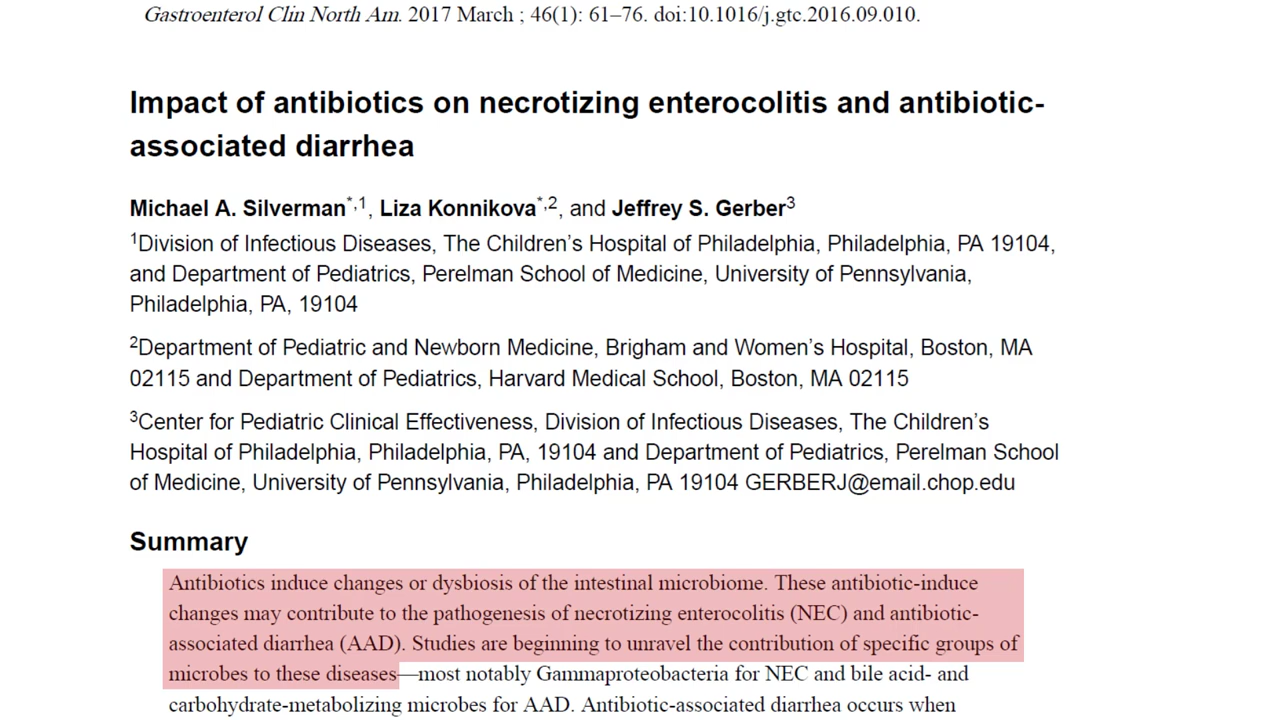 Gastroenterol Clin North Am. 2017 March ; 46(1): 61–76. doi:10.1016/j.gtc.2016.09.010.
Impact of antibiotics on necrotizing enterocolitis and antibiotic-
associated diarrhea
Michael A. Silverman*,1, Liza Konnikova*,2, and Jeffrey S. Gerber3
1Division of Infectious Diseases, The Children's Hospital of Philadelphia, Philadelphia, PA 19104,
and Department of Pediatrics, Perelman School of Medicine, University of Pennsylvania,
Philadelphia, PA, 19104
2Department of Pediatric and Newborn Medicine, Brigham and Women's Hospital, Boston, MA
02115 and Department of Pediatrics, Harvard Medical School, Boston, MA 02115
3Center for Pediatric Clinical Effectiveness, Division of Infectious Diseases, The Children's
Hospital of Philadelphia, Philadelphia, PA, 19104 and Department of Pediatrics, Perelman School
of Medicine, University of Pennsylvania, Philadelphia, PA 19104 GERBERJ@email.chop.edu
Summary
Antibiotics induce changes or dysbiosis of the intestinal microbiome. These antibiotic-induce
changes may contribute to the pathogenesis of necrotizing enterocolitis (NEC) and antibiotic-
associated diarrhea (AAD). Studies are beginning to unravel the contribution of specific groups of
microbes to these diseases—most notably Gammaproteobacteria for NEC and bile acid- and
carbohydrate-metabolizing microbes for AAD. Antibiotic-associated diarrhea occurs when